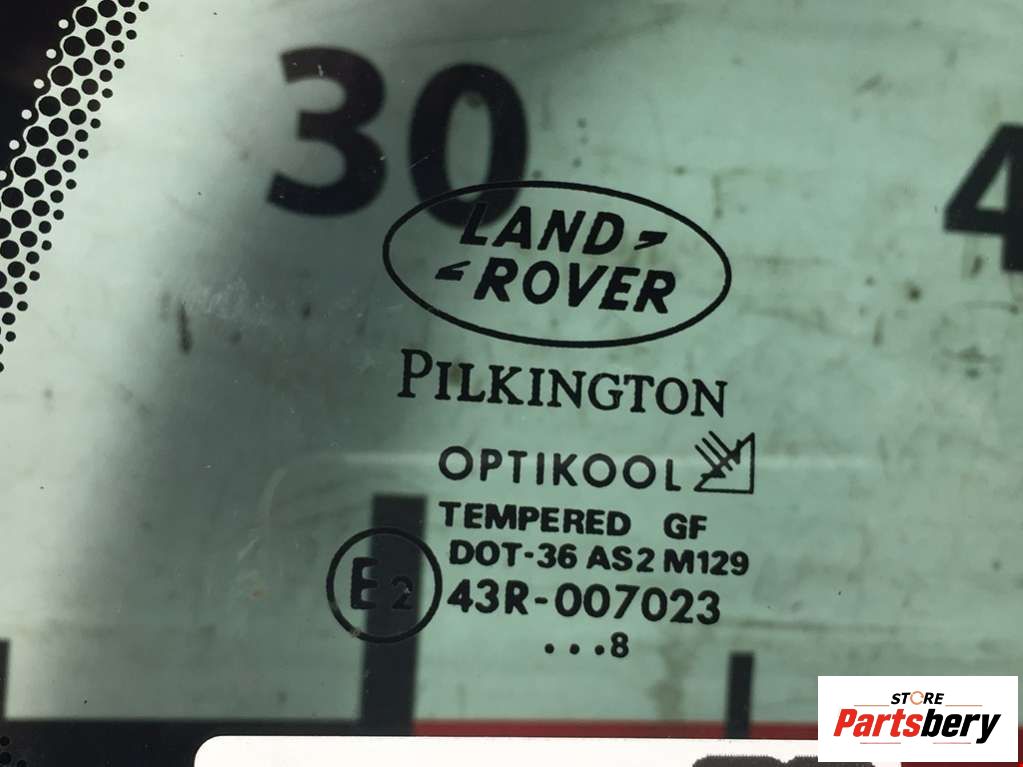 30
4
LAND
ROVER
PILKINGTON
OPTIKOOL
TEMPERED GF
DOT-36 AS2 M129
E2
43R-007023
...8
STORE
Partsbery